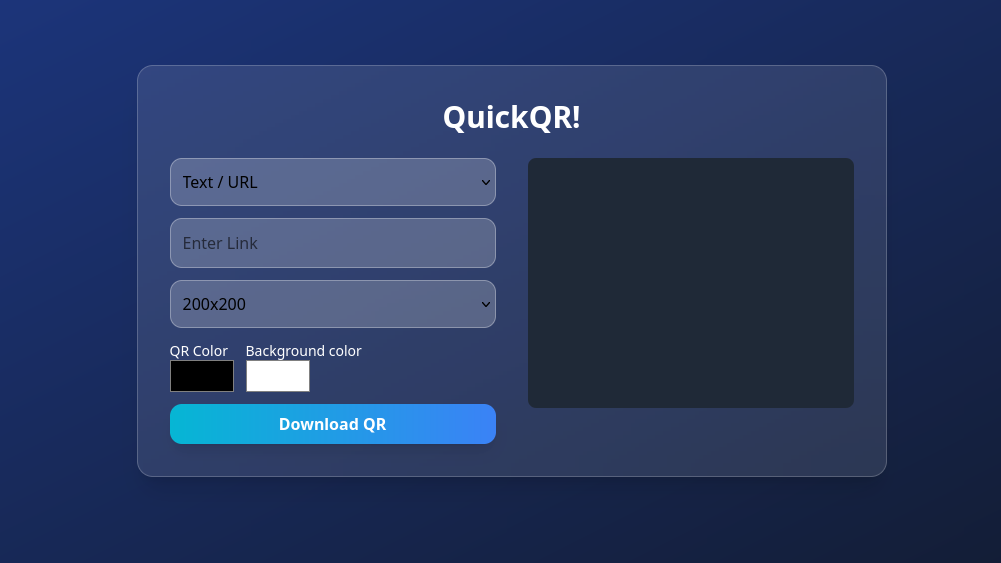 QuickQR!
Text / URL
Enter Link
200x200
QR Color
Background color
Download QR